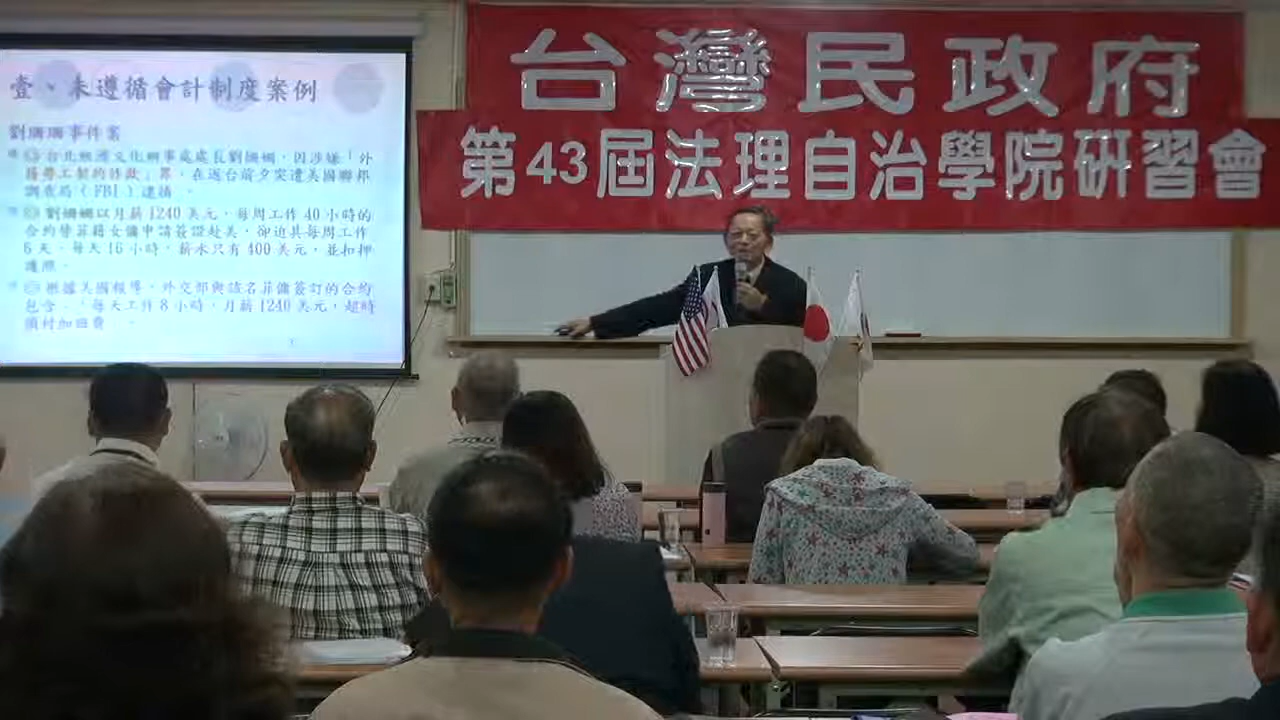 台灣民政府
第43屆法理自治學院研習會
壹、未遵循會計制度案例
劉珊珊事件案
台北經濟文化辦事處處長劉姍姍，因涉嫌「外
籍勞工契約詐欺」罪，在返台前夕突遭美國聯邦
調查局（FBI）逮捕。
劉姍姍以月薪1240美元，每周工作40小時的
合約替菲籍女傭申請簽證赴美，卻迫其每周工作
6天、每天16小時，薪水只有400美元，並扣押
護照。
根據美國報導，外交部與該名菲傭簽訂的合約
包含：「每天工作8小時，月薪1240美元，超時
須付加班費